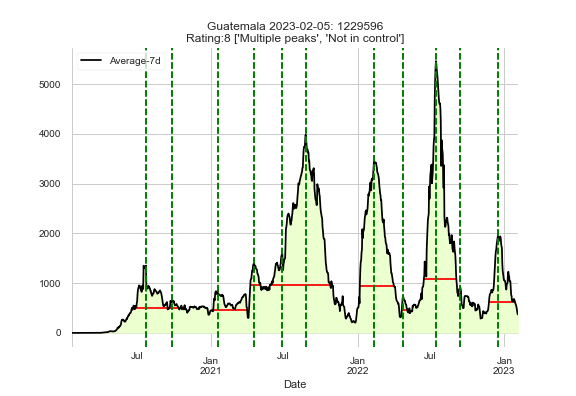 Guatemala 2023-02-05: 1229596
Rating:8 ['Multiple peaks', 'Not in control']
Average-7d
5000
4000
3000
2000
1000
0
Jul
Jan
2021
Jul
Jan
2022
Jul
Jan
2023
Date